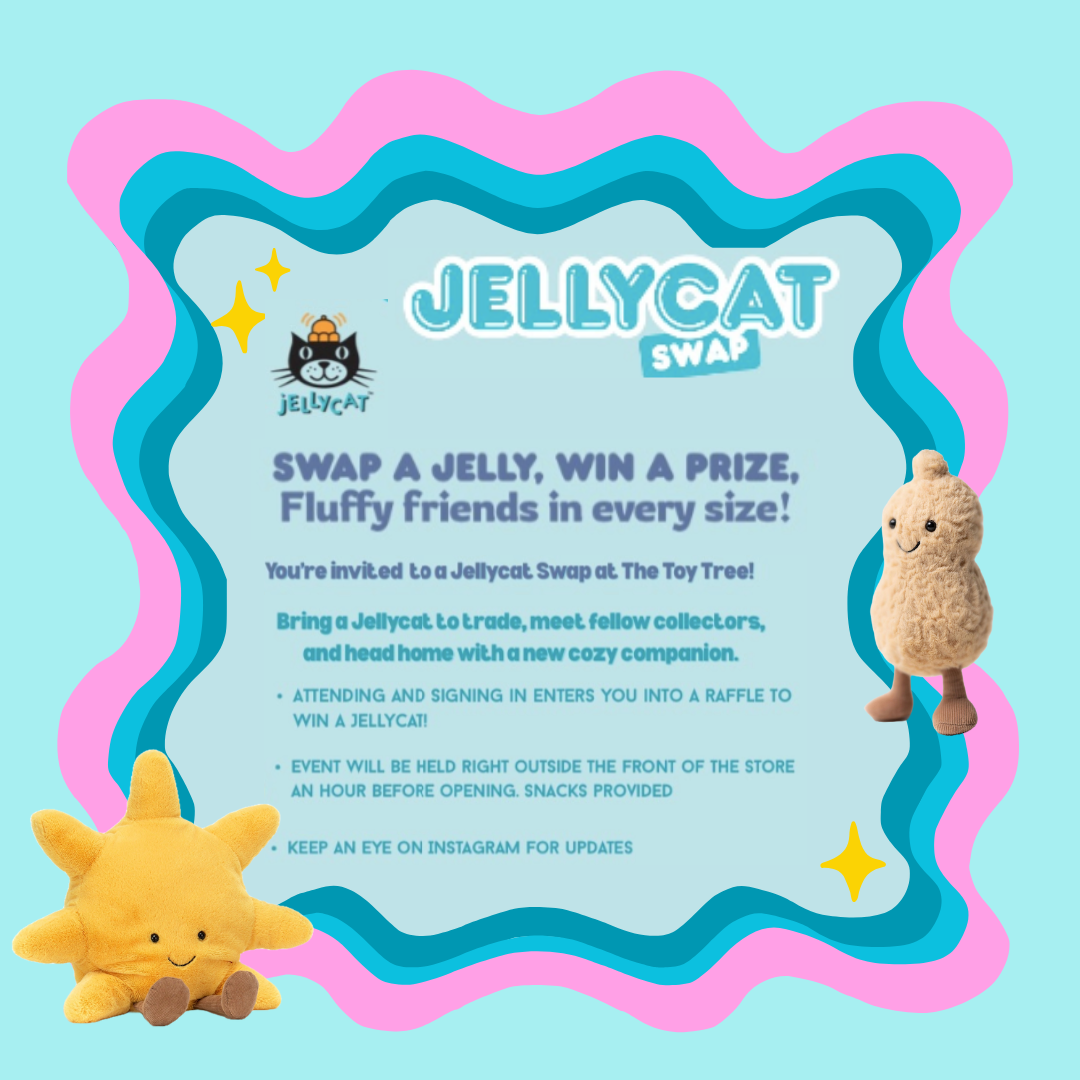 JELLYCAT
SWAP
JELLYCAT™
SWAP A JELLY, WIN A PRIZE,
Fluffy friends in every size!
You're invited to a Jellycat Swap at The Toy Tree!
Bring a Jellycat to trade, meet fellow collectors,
and head home with a new cozy companion.
• ATTENDING AND SIGNING IN ENTERS YOU INTO A RAFFLE TO
WIN A JELLYCAT!
• EVENT WILL BE HELD RIGHT OUTSIDE THE FRONT OF THE STORE
AN HOUR BEFORE OPENING. SNACKS PROVIDED
• KEEP AN EYE ON INSTAGRAM FOR UPDATES